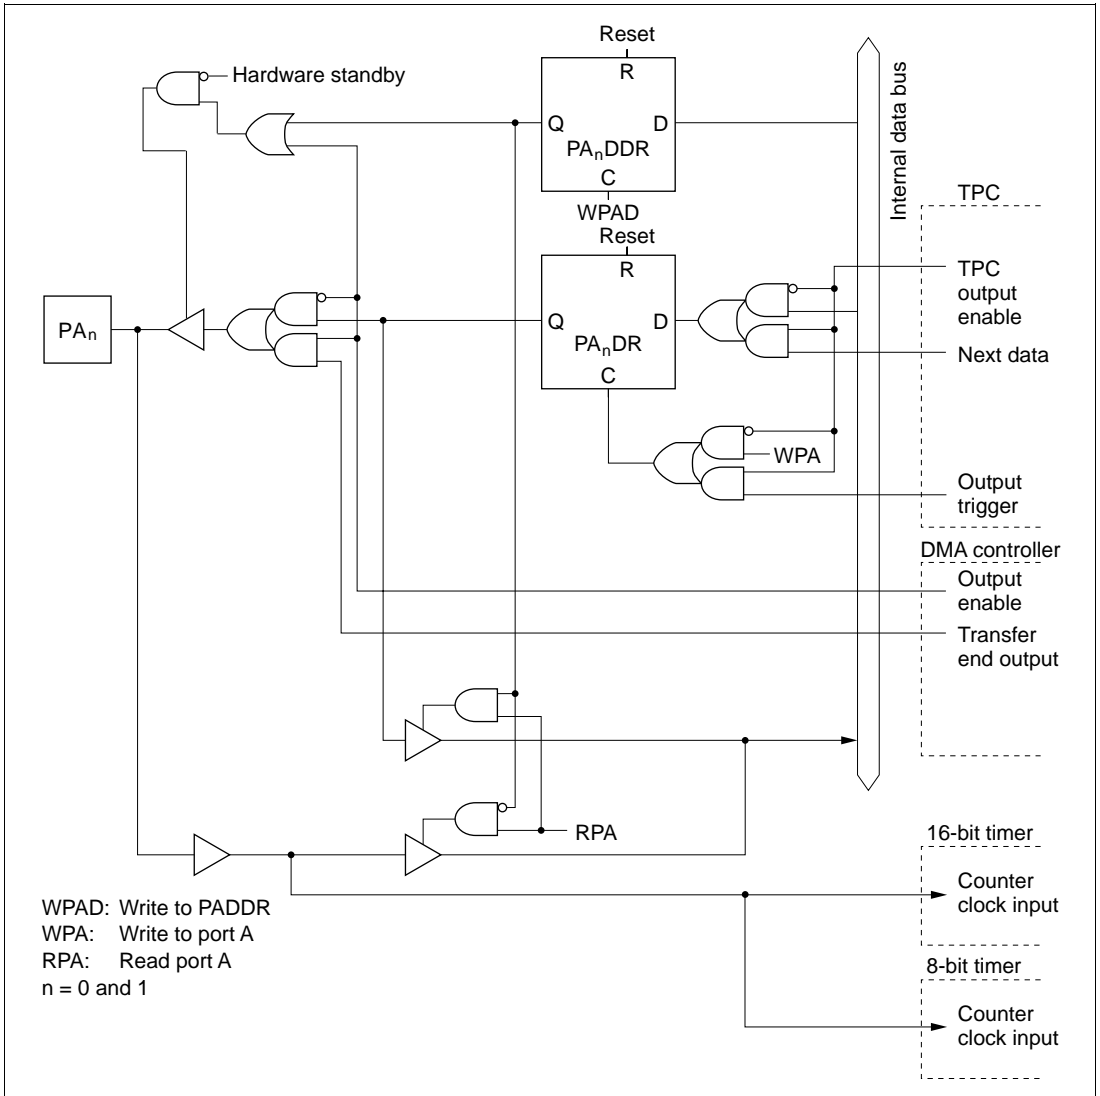 Reset
Hardware standby
R
Q D
PAnDDR
C
WPAD
Internal data bus
TPC
Reset
R
Q D
PAnDR
C
PAn
TPC
output
enable
Next data
WPA
Output
trigger
DMA controller
Output
enable
Transfer
end output
RPA
16-bit timer
Counter
clock input
8-bit timer
Counter
clock input
WPAD: Write to PADDR
WPA: Write to port A
RPA: Read port A
n = 0 and 1